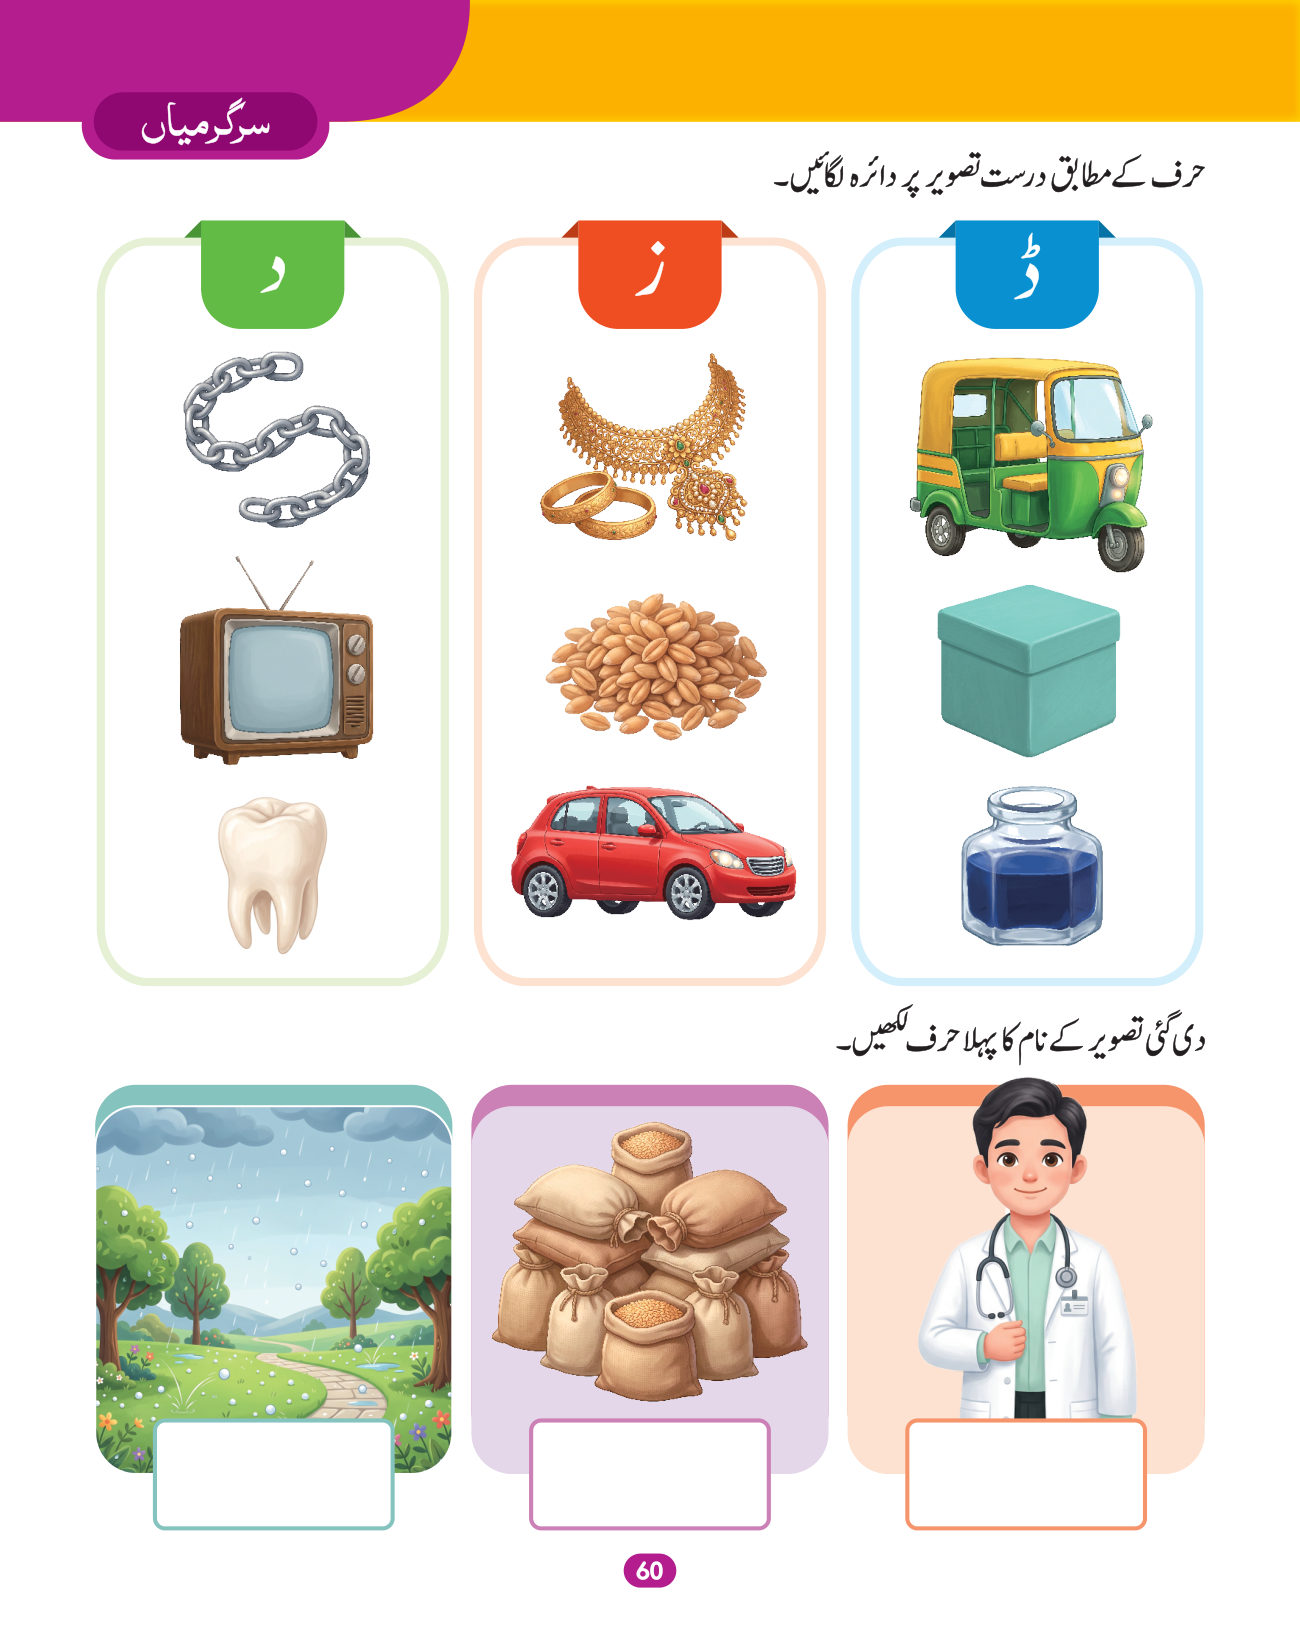 سرگرمیاں
حرف کے مطابق درست تصویر پر دائرہ لگائیں۔
ڈ
ز
د
دی گئی تصویر کے نام کا پہلا حرف لکھیں۔
60